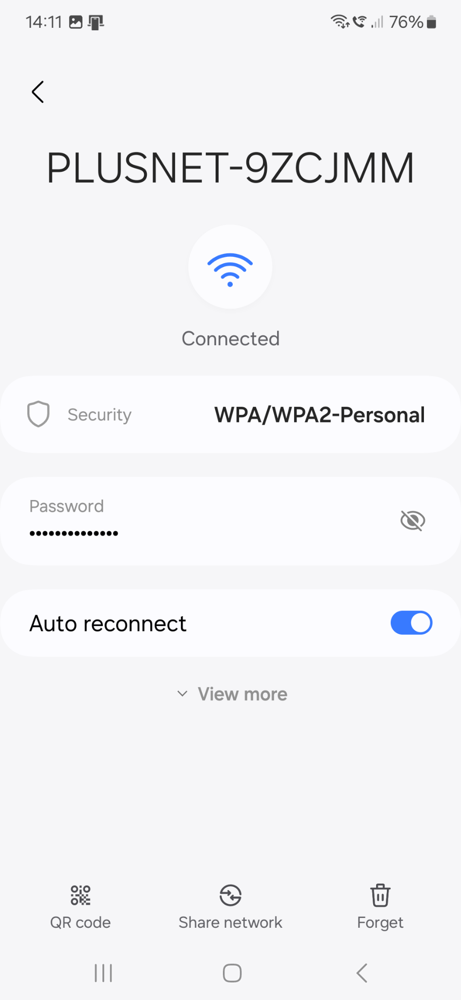 14:11 76%
PLUSNET-9ZCJMM
Connected
Security WPA/WPA2-Personal
Password
••••••••••••••
Auto reconnect
View more
QR code Share network Forget